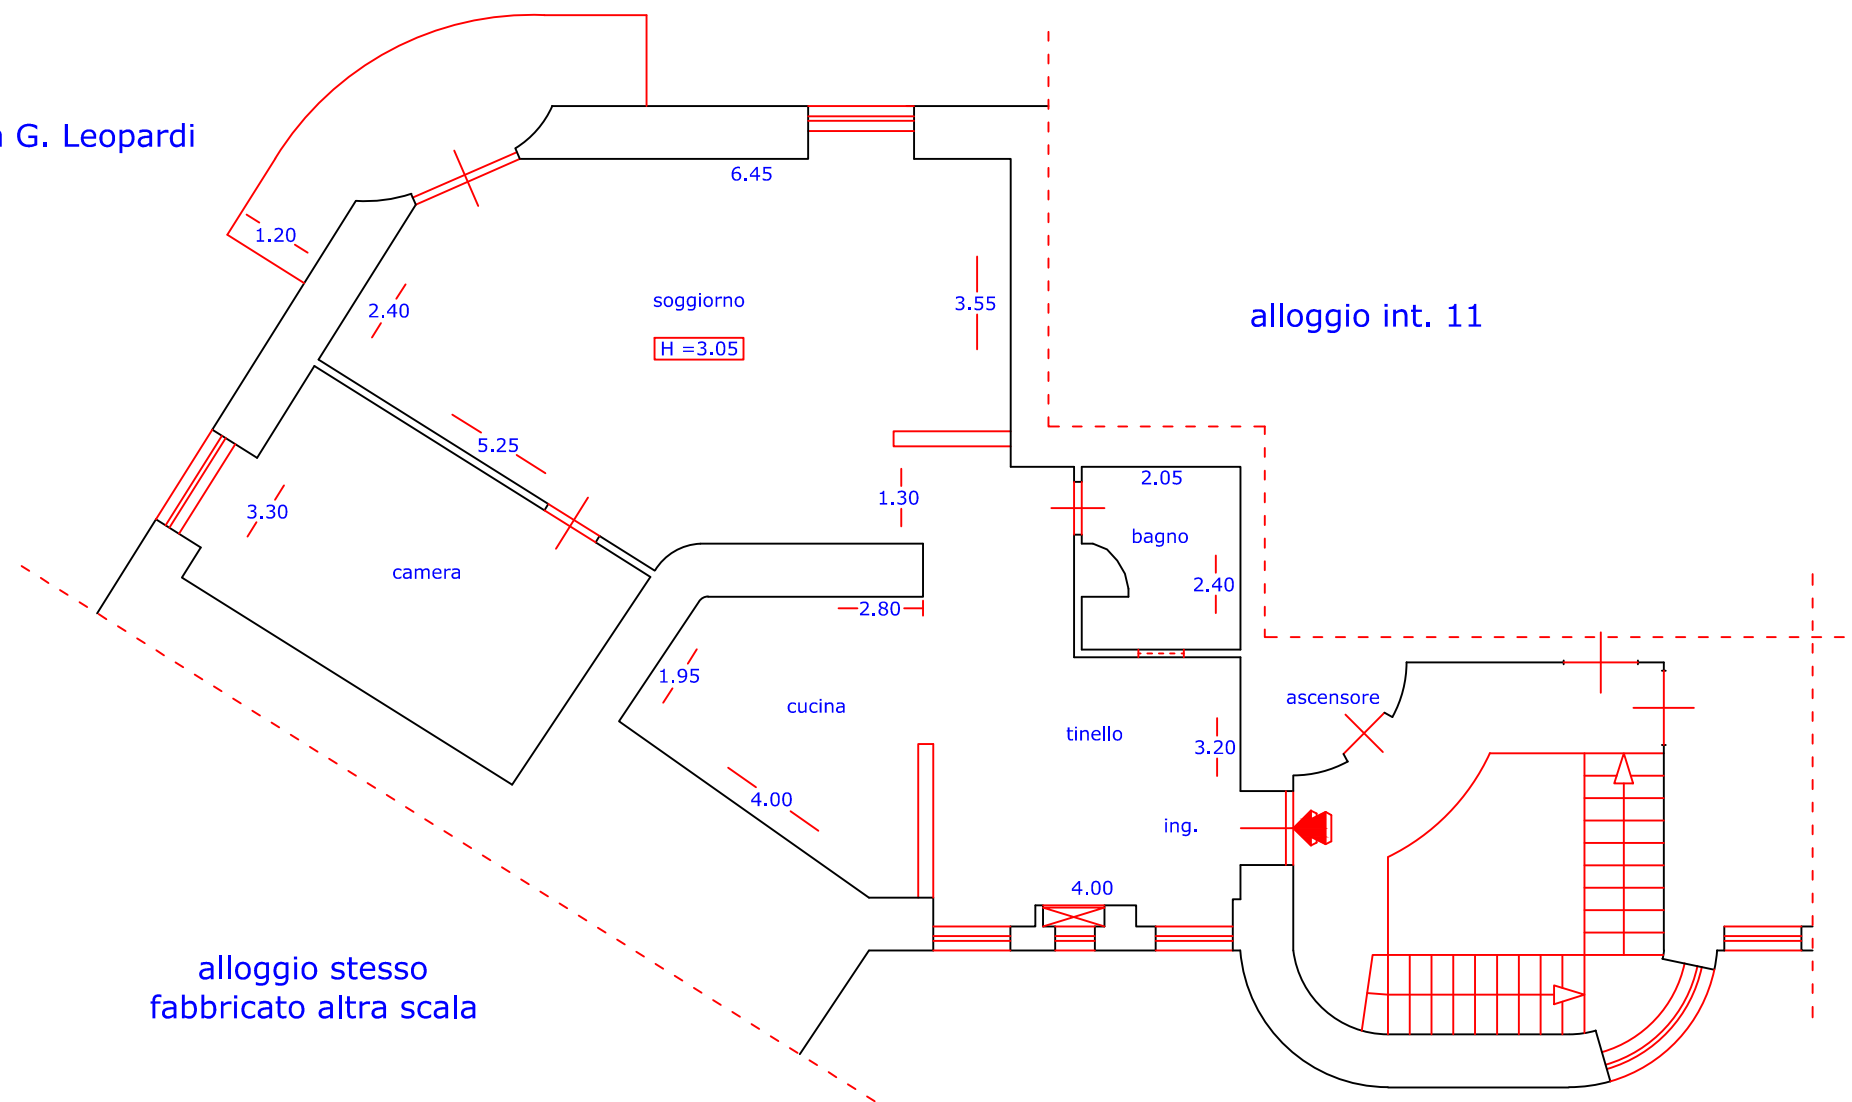 G. Leopardi
6.45
1.20
2.40
soggiorno
3.55
H =3.05
alloggio int. 11
5.25
3.30
1.30
2.05
bagno
camera
2.40
2.80
1.95
cucina
ascensore
tinello
3.20
4.00
ing.
4.00
alloggio stesso
fabbricato altra scala